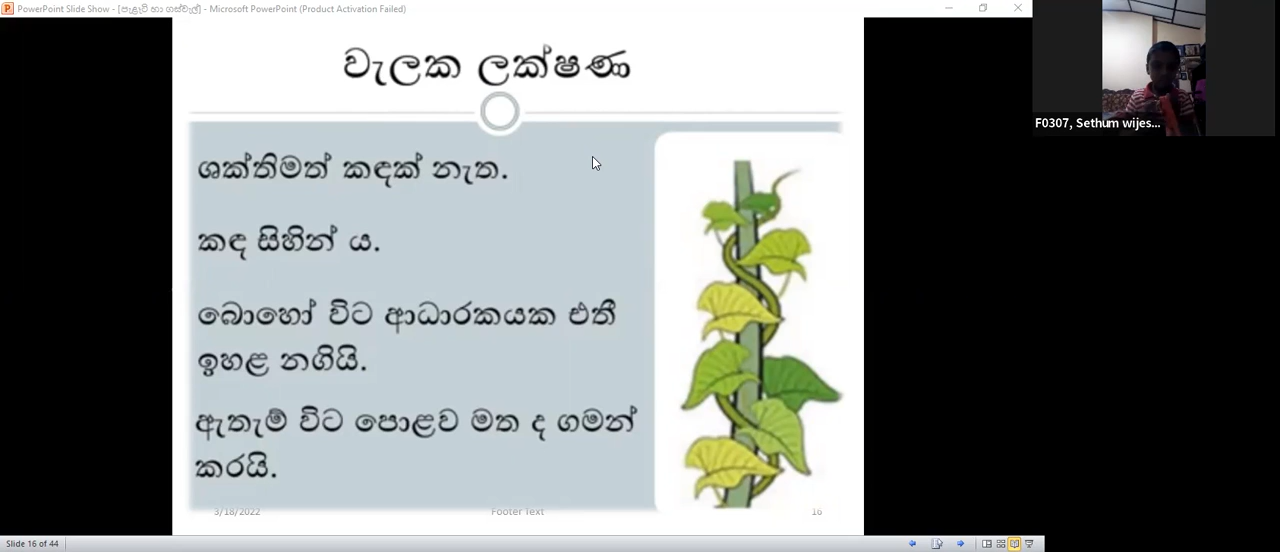 PowerPoint Slide Show - [පැළෑටි හා ගස්වැල්] - Microsoft PowerPoint (Product Activation Failed)
වැලක ලක්ෂණ
F0307, Sethum wijes...
ශක්තිමත් කඳක් නැත.
කඳ සිහින් ය.
බොහෝ විට ආධාරකයක එතී
ඉහළ නගියි.
ඇතැම් විට පොළව මත ද ගමන්
කරයි.
3/18/2022
Footer Text
16
Slide 16 of 44